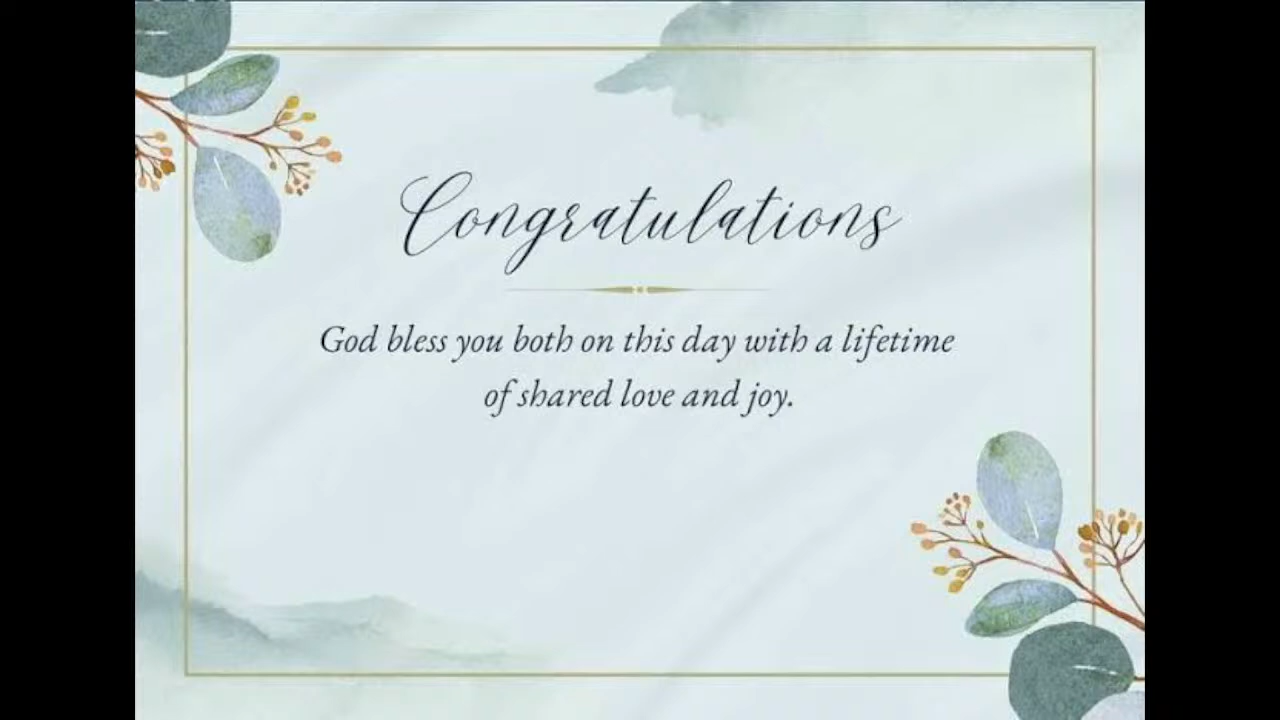 Congratulations
God bless you both on this day with a lifetime
of shared love and joy.